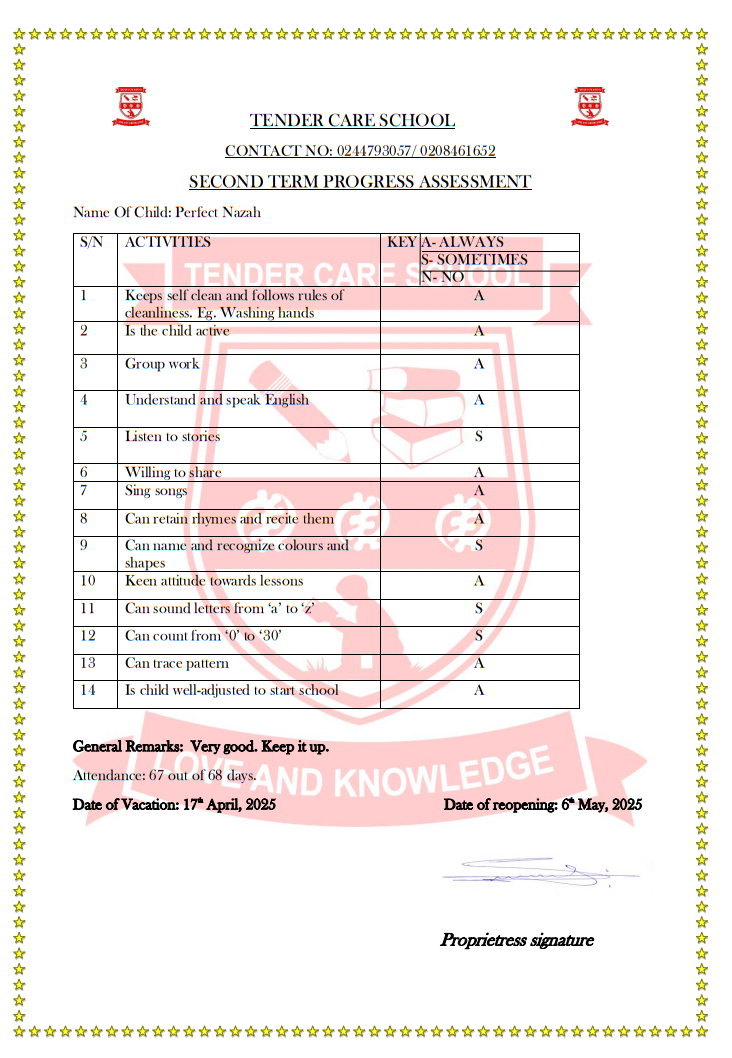 TENDER CARE SCHOOL
CONTACT NO: 0244793057/ 0208461652
SECOND TERM PROGRESS ASSESSMENT
Name Of Child: Perfect Nazah
S/N ACTIVITIES KEY A- ALWAYS
S- SOMETIMES
N- NO
1 Keeps self clean and follows rules of A
cleanliness. Eg. Washing hands
2 Is the child active A
3 Group work A
4 Understand and speak English A
5 Listen to stories S
6 Willing to share A
7 Sing songs A
8 Can retain rhymes and recite them A
9 Can name and recognize colours and S
shapes
10 Keen attitude towards lessons A
11 Can sound letters from ‘a’ to ‘z’ S
12 Can count from ‘0’ to ‘30’ S
13 Can trace pattern A
14 Is child well-adjusted to start school A
General Remarks: Very good. Keep it up.
Attendance: 67 out of 68 days.
Date of Vacation: 17th April, 2025 Date of reopening: 6th May, 2025
Proprietress signature
TENDER CARE SCHOOL
LOVE AND KNOWLEDGE